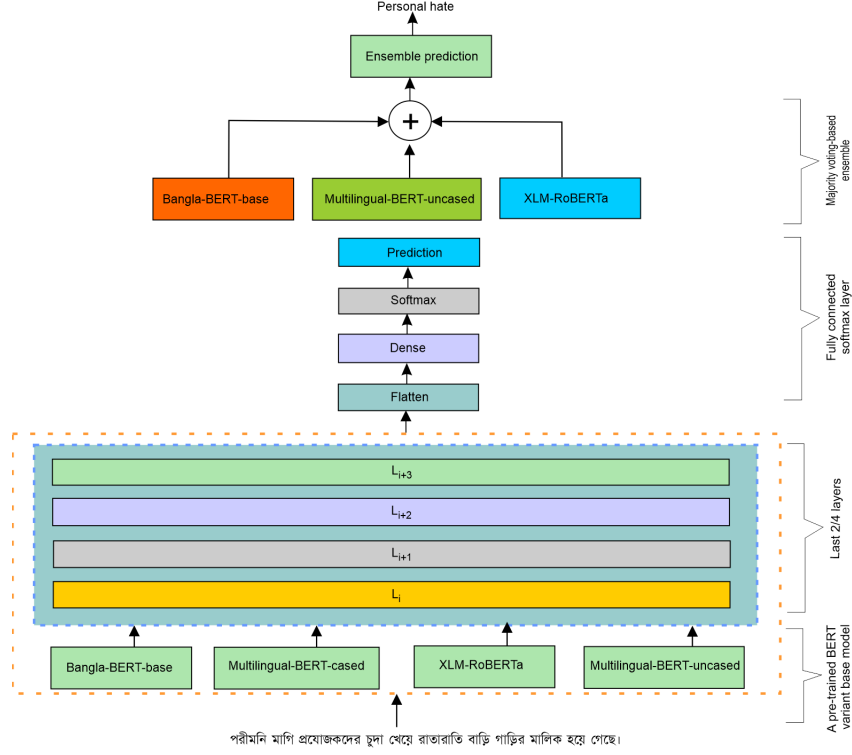 Personal hate
Ensemble prediction
+
Bangla-BERT-base
Multilingual-BERT-uncased
XLM-RoBERTa
Majority voting-based
ensemble
Prediction
Softmax
Dense
Flatten
Fully connected
softmax layer
Li+3
Li+2
Li+1
Li
Last 2/4 layers
Bangla-BERT-base
Multilingual-BERT-cased
XLM-RoBERTa
Multilingual-BERT-uncased
A pre-trained BERT
variant base model
পরীমনি মাগি প্রযোজকদের চুদা খেয়ে রাতারাতি বাড়ি গাড়ির মালিক হয়ে গেছে।